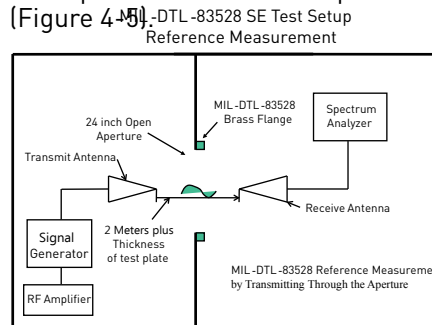 (Figure 4-5).
MIL-DTL-83528 SE Test Setup
Reference Measurement
MIL-DTL-83528
Brass Flange
Spectrum
Analyzer
24 inch Open
Aperture
Transmit Antenna
Receive Antenna
2 Meters plus
Thickness
of test plate
Signal
Generator
RF Amplifier
MIL-DTL-83528 Reference Measureme
by Transmitting Through the Aperture